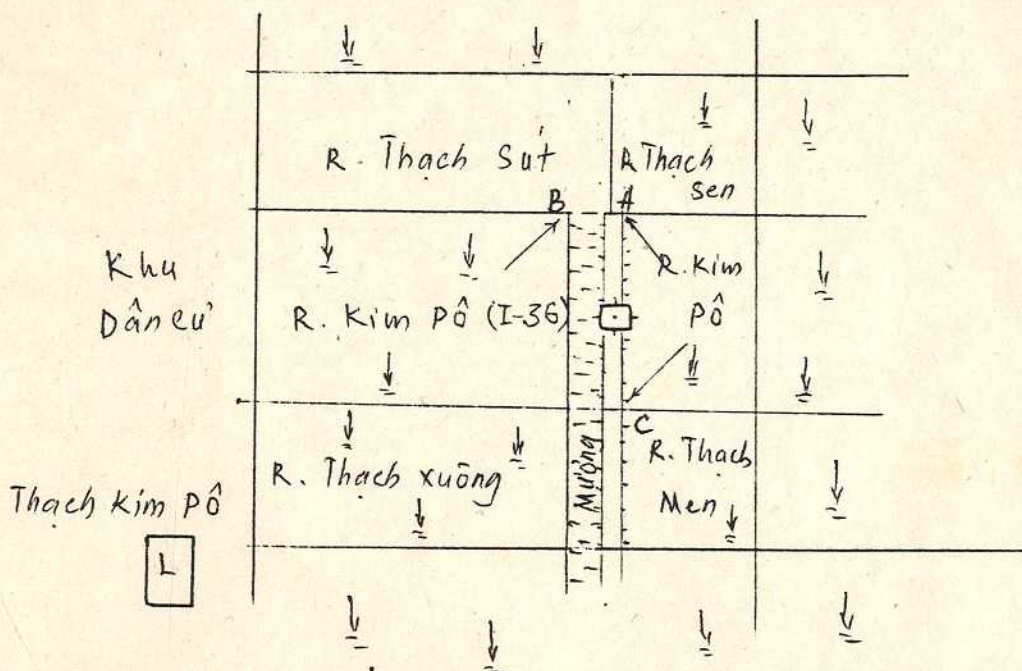 R. Thạch Sút
R Thạch
Sen
B
A
Khu
Dân cư
R. Kim Pô (I-36)
R. Kim
Pô
Mương
C
R. Thạch xuông
R. Thạch
Men
Thạch Kim Pô
L